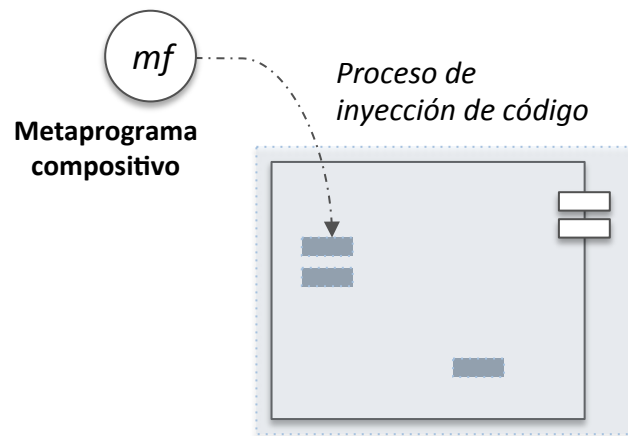 mf
Proceso de
inyección de código
Metaprograma
compositivo